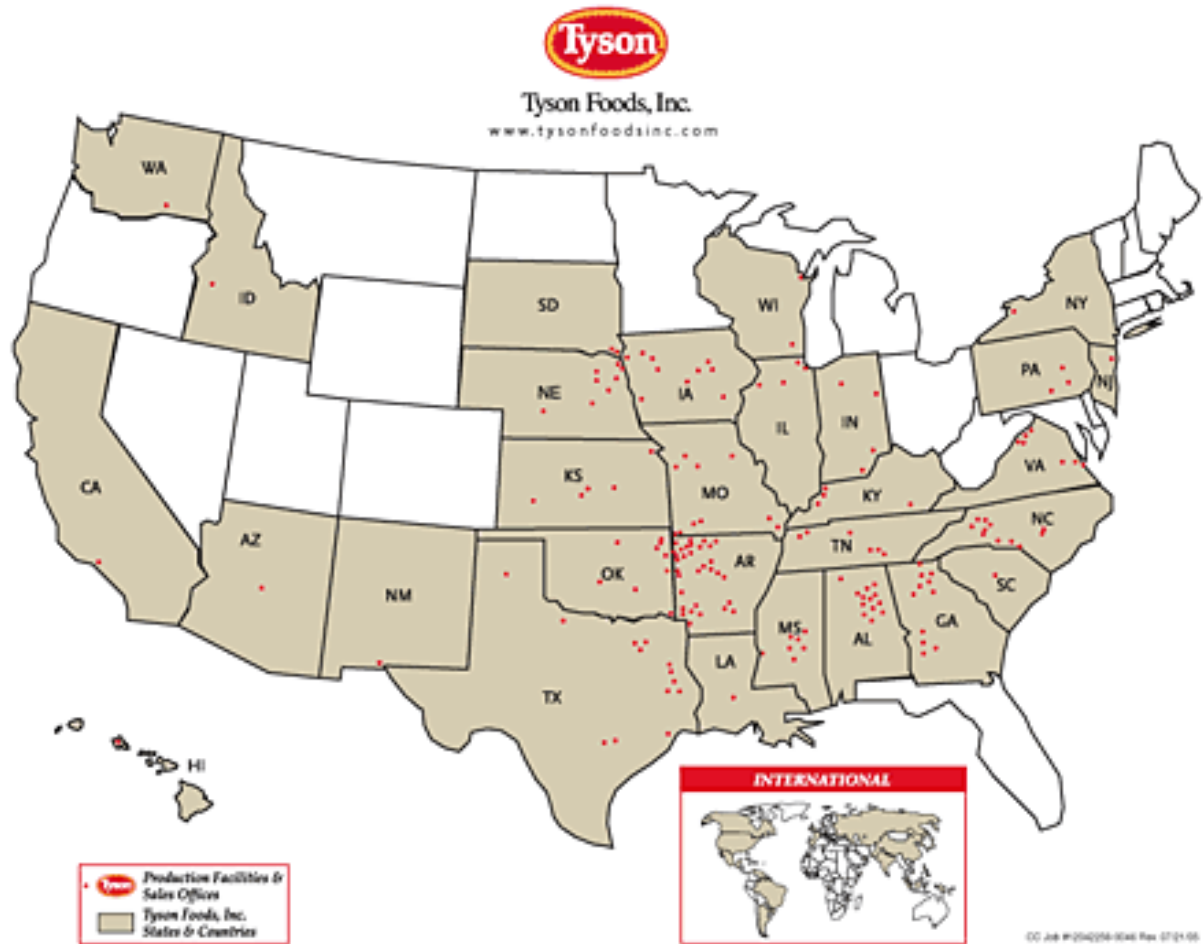 Tyson
Tyson Foods, Inc.
www.tysonfoodsinc.com
WA
ID
SD
WI
NY
NE
IA
PA
NJ
IL
IN
CA
KS
MO
KY
VA
AZ
NM
OK
AR
TN
NC
SC
MS
AL
GA
TX
LA
HI
INTERNATIONAL
Tyson
Production Facilities &
Sales Offices
Tyson Foods, Inc.
States & Countries